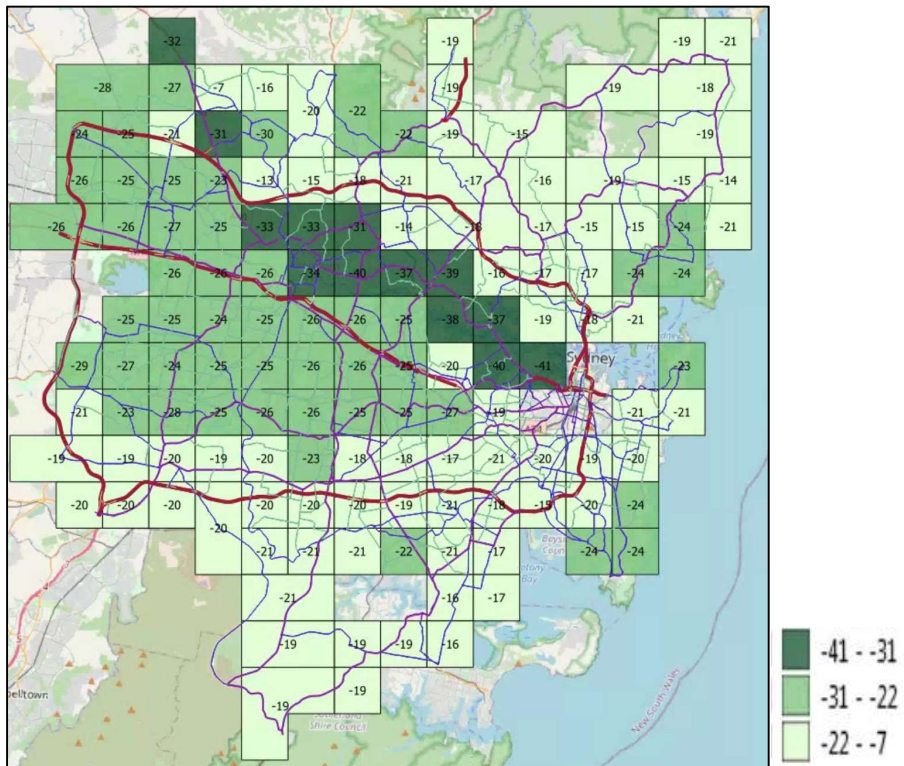 -32 -19 -19 -21
-28 -27 -7 -16 -20 -22 -19 -19 -18
-24 -25 -21 -31 -30 -22 -19 -15 -19
-26 -25 -25 -23 -13 -15 -18 -21 -17 -16 -19 -15 -14
-26 -26 -27 -25 -33 -33 -31 -14 -18 -17 -15 -15 -24 -21
-26 -26 -26 -34 -40 -37 -39 -16 -17 -17 -24 -24
-25 -25 -24 -25 -26 -26 -25 -38 -37 -19 -18 -21
-29 -27 -24 -25 -25 -26 -26 -25 -20 -40 -41 Sydney -23
-21 -23 -28 -25 -26 -26 -25 -25 -27 -19 -21 -21
-19 -19 -20 -19 -20 -23 -18 -18 -17 -21 -20 -19 -20
-20 -20 -20 -20 -20 -20 -20 -19 -21 -18 -15 -20 -24
-21 -21 -21 -22 -21 -17 -24 -24
-21 -16 -17
-19 -19 -19 -16
-19 -19
belltown
Shire Council
New South Wales
-41 - -31
-31 - -22
-22 - -7